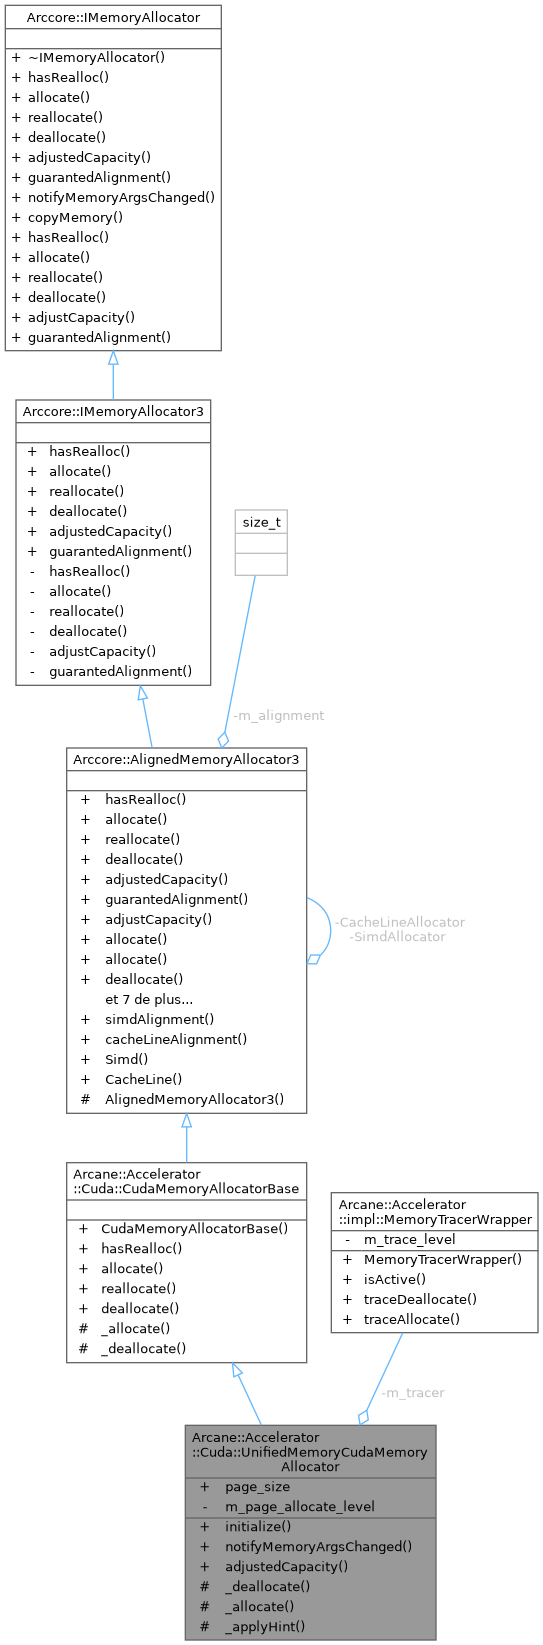 Arccore::IMemoryAllocator
+ ~IMemoryAllocator()
+ hasRealloc()
+ allocate()
+ reallocate()
+ deallocate()
+ adjustedCapacity()
+ guarantedAlignment()
+ notifyMemoryArgsChanged()
+ copyMemory()
+ hasRealloc()
+ allocate()
+ reallocate()
+ deallocate()
+ adjustCapacity()
+ guarantedAlignment()
Arccore::IMemoryAllocator3
+ hasRealloc()
+ allocate()
+ reallocate()
+ deallocate()
+ adjustedCapacity()
+ guarantedAlignment()
- hasRealloc()
- allocate()
- reallocate()
- deallocate()
- adjustCapacity()
- guarantedAlignment()
size_t
-m_alignment
Arccore::AlignedMemoryAllocator3
+ hasRealloc()
+ allocate()
+ reallocate()
+ deallocate()
+ adjustedCapacity()
+ guarantedAlignment()
+ adjustCapacity()
+ allocate()
+ allocate()
+ deallocate()
et 7 de plus...
+ simdAlignment()
+ cacheLineAlignment()
+ Simd()
+ CacheLine()
# AlignedMemoryAllocator3()
-CacheLineAllocator
-SimdAllocator
Arcane::Accelerator
::Cuda::CudaMemoryAllocatorBase
+ CudaMemoryAllocatorBase()
+ hasRealloc()
+ allocate()
+ reallocate()
+ deallocate()
# _allocate()
# _deallocate()
Arcane::Accelerator
::impl::MemoryTracerWrapper
- m_trace_level
+ MemoryTracerWrapper()
+ isActive()
+ traceDeallocate()
+ traceAllocate()
-m_tracer
Arcane::Accelerator
::Cuda::UnifiedMemoryCudaMemory
Allocator
+ page_size
- m_page_allocate_level
+ initialize()
+ notifyMemoryArgsChanged()
+ adjustedCapacity()
# _deallocate()
# _allocate()
# _applyHint()